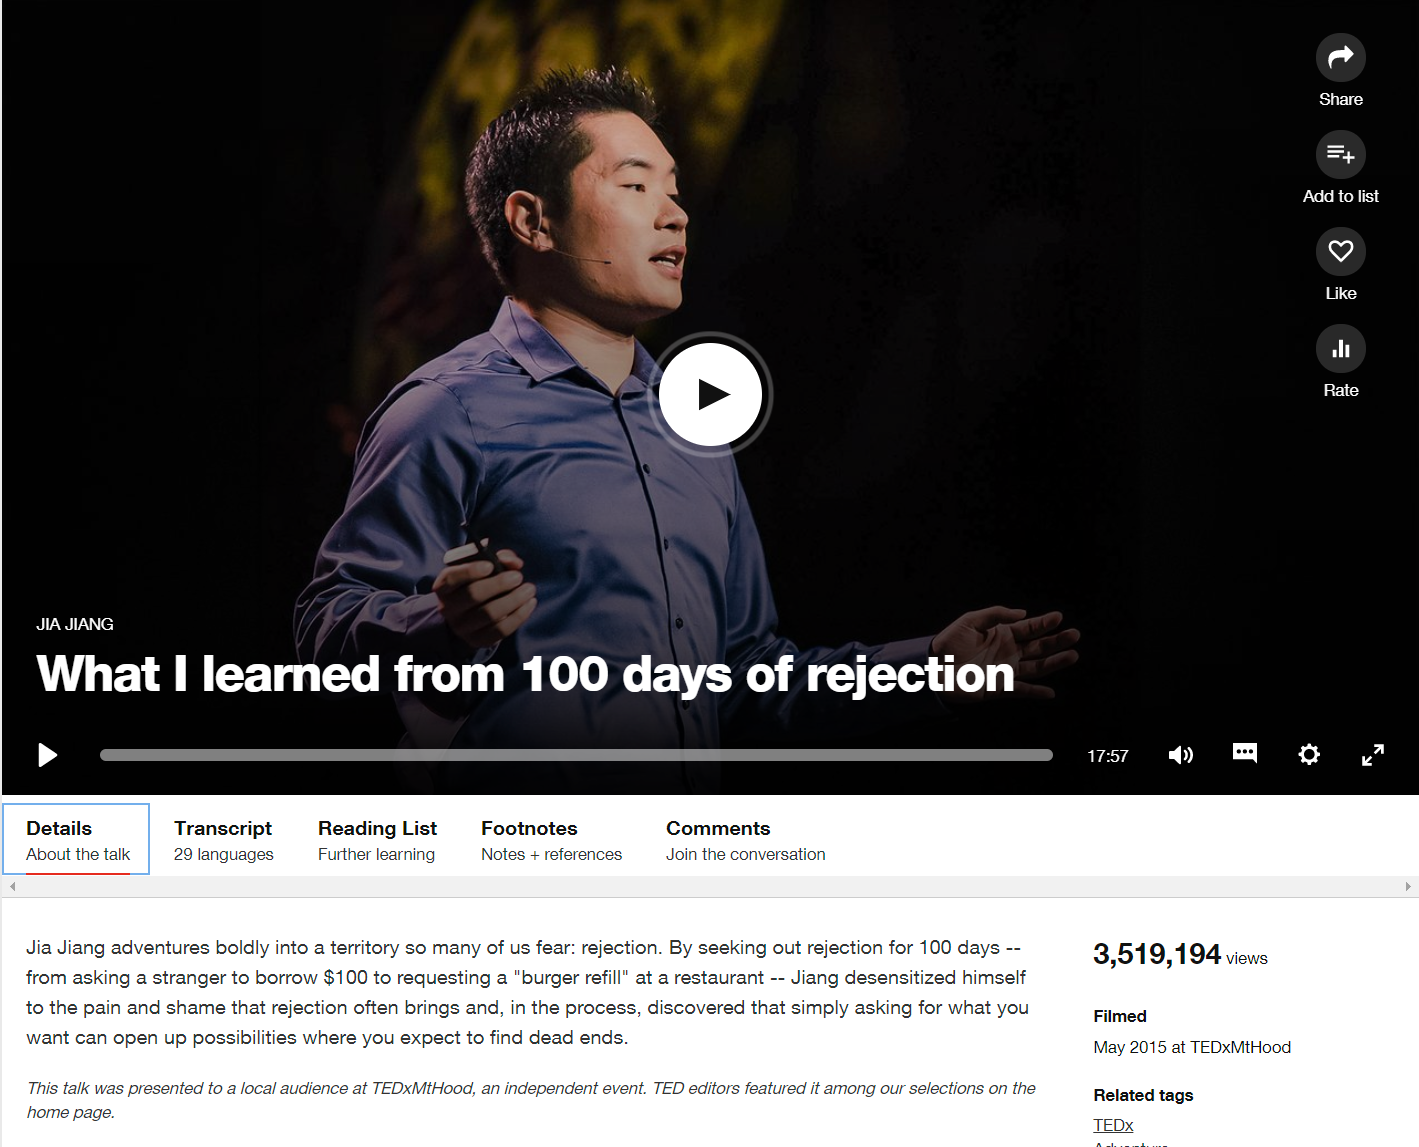 Share
Add to list
Like
Rate
JIA JIANG
What I learned from 100 days of rejection
17:57
Details
About the talk
Transcript
29 languages
Reading List
Further learning
Footnotes
Notes + references
Comments
Join the conversation
Jia Jiang adventures boldly into a territory so many of us fear: rejection. By seeking out rejection for 100 days --
from asking a stranger to borrow $100 to requesting a "burger refill" at a restaurant -- Jiang desensitized himself
to the pain and shame that rejection often brings and, in the process, discovered that simply asking for what you
want can open up possibilities where you expect to find dead ends.
This talk was presented to a local audience at TEDxMtHood, an independent event. TED editors featured it among our selections on the
home page.
3,519,194 views
Filmed
May 2015 at TEDxMtHood
Related tags
TEDx